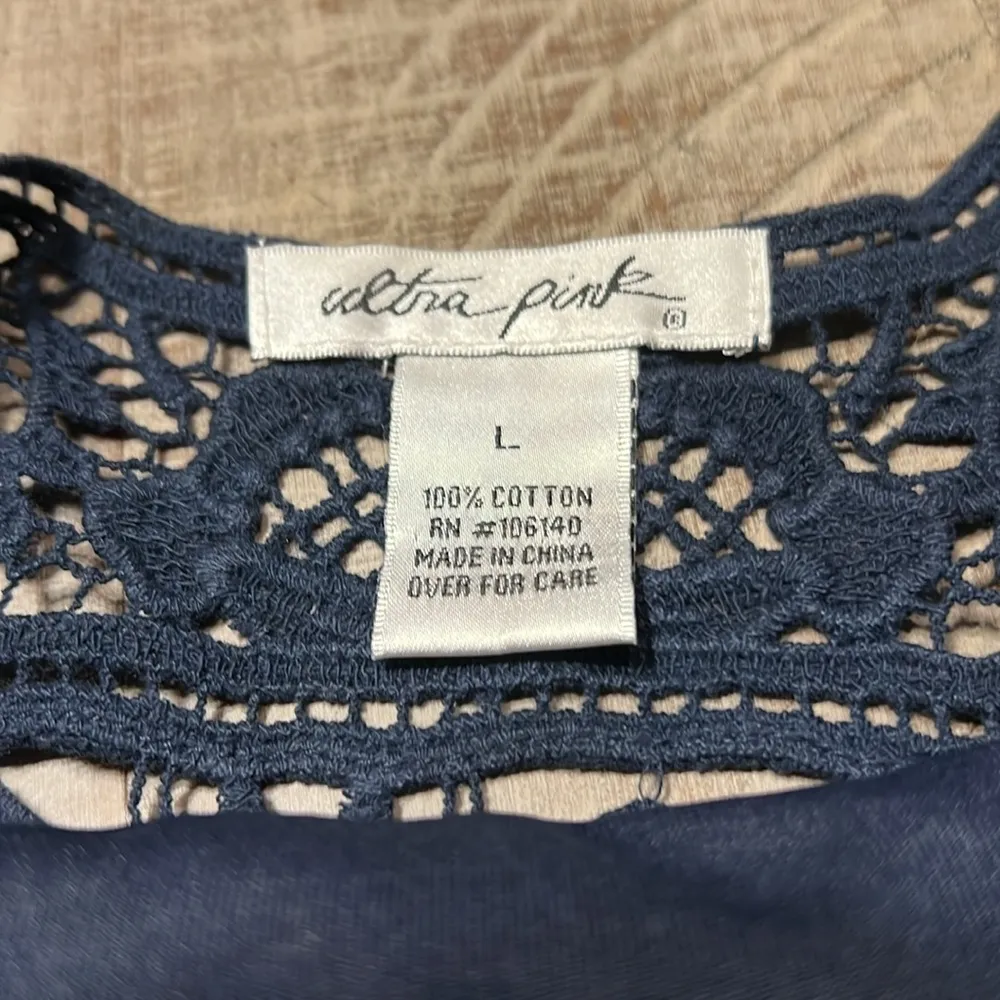 ultra pink ®
L
100% COTTON
RN #106140
MADE IN CHINA
OVER FOR CARE